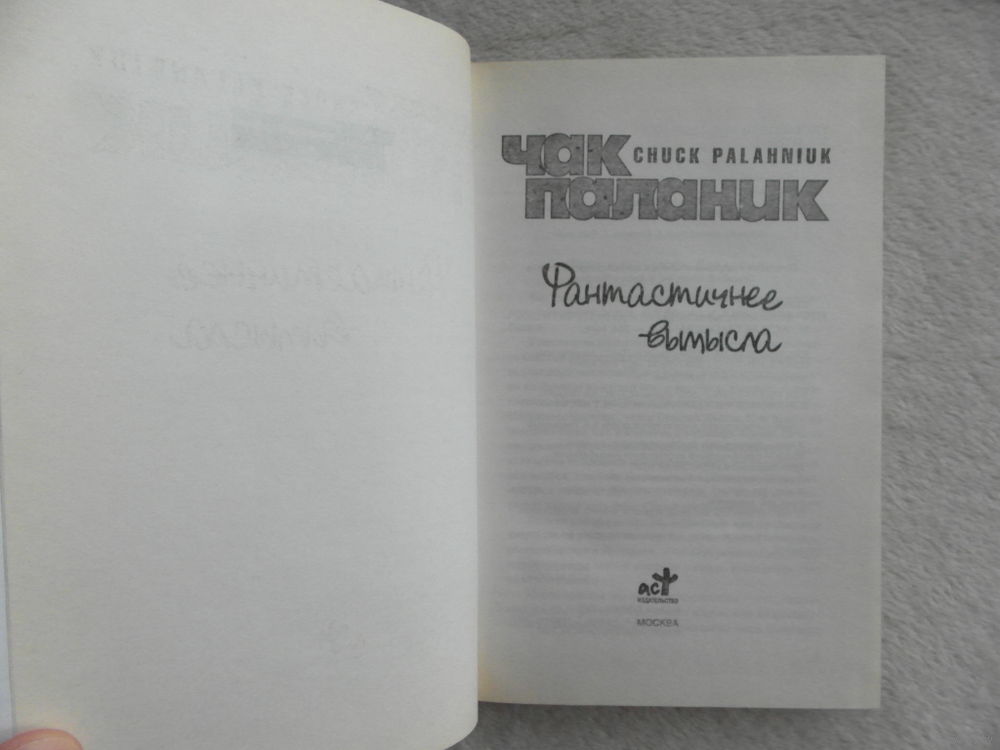 Чак
CHUCK PALAHNIUK
Паланик
Фантастичнее
вымысла
аст
ИЗДАТЕЛЬСТВО
МОСКВА